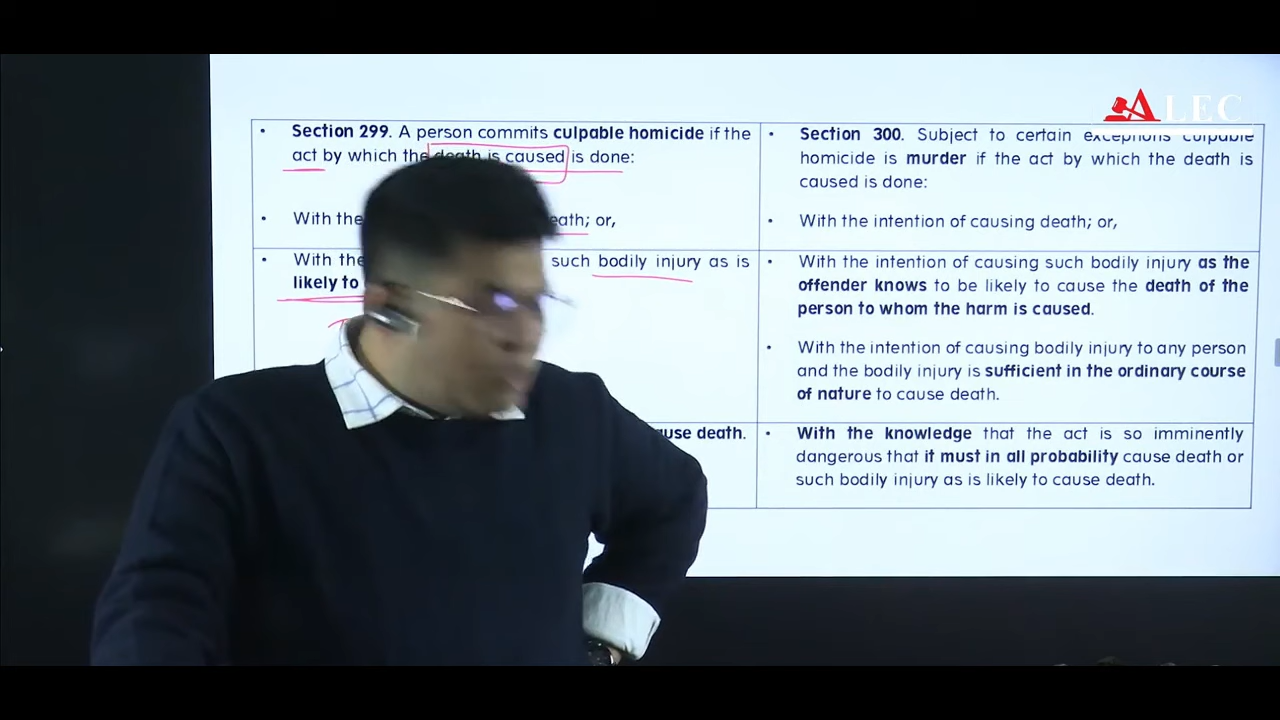 ALEC
• Section 299. A person commits culpable homicide if the
act by which the death is caused is done:
• With the
death; or,
• With the such bodily injury as is
likely to
cause death.
• Section 300. Subject to certain exceptions culpable
homicide is murder if the act by which the death is
caused is done:
• With the intention of causing death; or,
• With the intention of causing such bodily injury as the
offender knows to be likely to cause the death of the
person to whom the harm is caused.
• With the intention of causing bodily injury to any person
and the bodily injury is sufficient in the ordinary course
of nature to cause death.
• With the knowledge that the act is so imminently
dangerous that it must in all probability cause death or
such bodily injury as is likely to cause death.